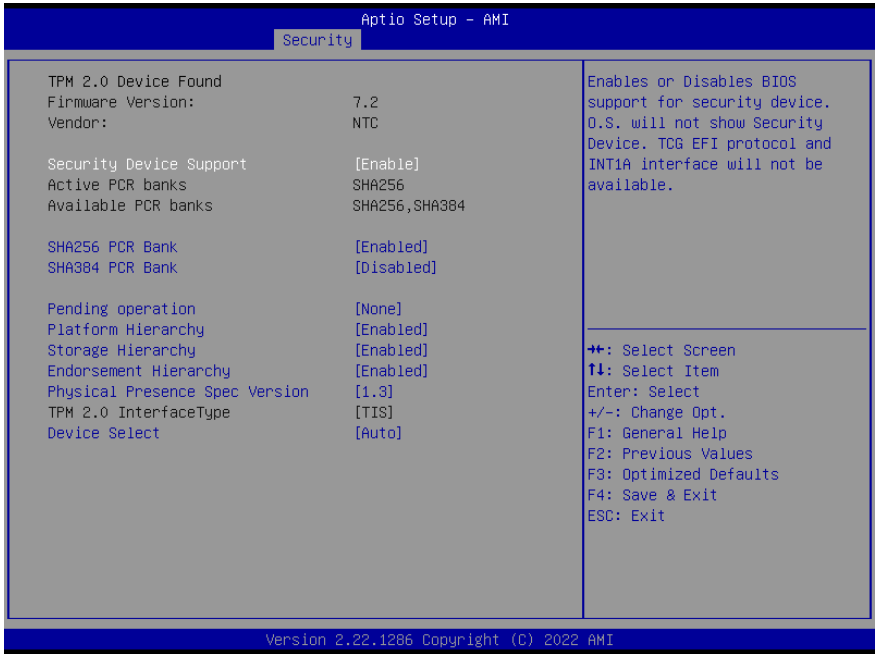 Aptio Setup – AMI
Security
TPM 2.0 Device Found
Firmware Version: 7.2
Vendor: NTC
Security Device Support [Enable]
Active PCR banks SHA256
Available PCR banks SHA256,SHA384
SHA256 PCR Bank [Enabled]
SHA384 PCR Bank [Disabled]
Pending operation [None]
Platform Hierarchy [Enabled]
Storage Hierarchy [Enabled]
Endorsement Hierarchy [Enabled]
Physical Presence Spec Version [1.3]
TPM 2.0 InterfaceType [TIS]
Device Select [Auto]
Enables or Disables BIOS
support for security device.
O.S. will not show Security
Device. TCG EFI protocol and
INT1A interface will not be
available.
→←: Select Screen
↑↓: Select Item
Enter: Select
+/-: Change Opt.
F1: General Help
F2: Previous Values
F3: Optimized Defaults
F4: Save & Exit
ESC: Exit
Version 2.22.1286 Copyright (C) 2022 AMI